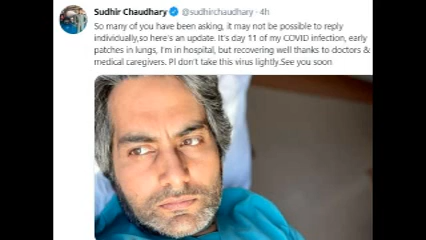 Sudhir Chaudhary @sudhirchaudhary · 4h
So many of you have been asking, it may not be possible to reply
individually,so here's an update. It's day 11 of my COVID infection, early
patches in lungs, I'm in hospital, but recovering well thanks to doctors &
medical caregivers. Pl don't take this virus lightly.See you soon